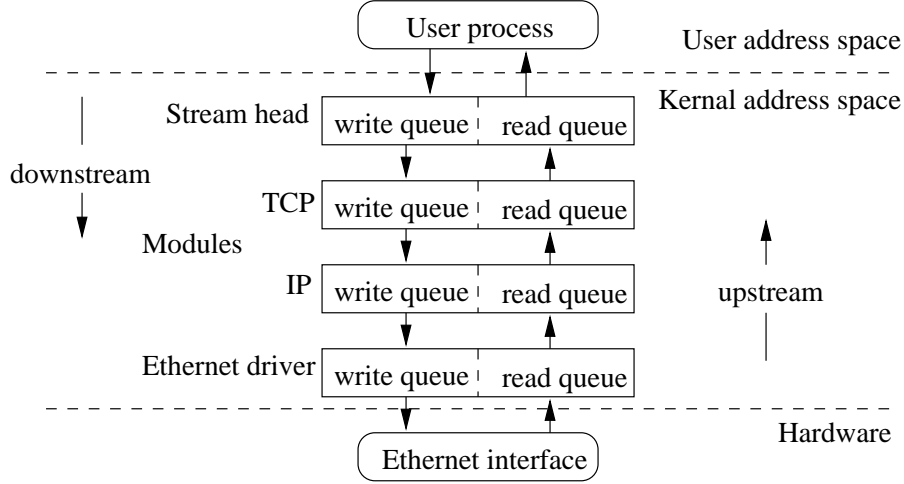 User process
User address space
Stream head
write queue
read queue
Kernal address space
downstream
TCP
write queue
read queue
Modules
IP
write queue
read queue
upstream
Ethernet driver
write queue
read queue
Hardware
Ethernet interface